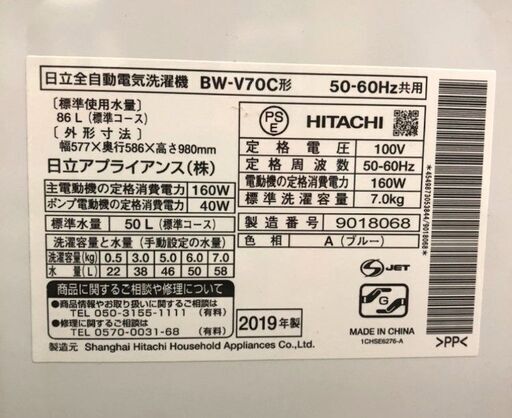 日立全自動電気洗濯機 BW-V70C形 50-60Hz共用
[標準使用水量]
86 L (標準コース)
[外形寸法]
幅577×奥行586×高さ980mm
日立アプライアンス(株)
主電動機の定格消費電力 160W
ポンプ電動機の定格消費電力 40W
標準水量 50 L (標準コース)
洗濯容量と水量 (手動設定の水量)
洗濯容量(kg) 0.5 3.0 5.0 6.0 7.0
水量(L) 22 38 46 50 58
商品に関するご相談や修理について
●商品情報やお取り扱いに関するご相談は
TEL 050-3155-1111 (有料)
●修理に関するご相談は
TEL 0570-0031-68 (有料)
2019年製
製造元 Shanghai Hitachi Household Appliances Co.,Ltd.
PS
E
HITACHI
定格電圧 100V
定格周波数 50-60Hz
電動機の定格消費電力 160W
標準洗濯容量 7.0kg
製造番号 9018068
色相 A (ブルー)
S JET
G
MADE IN CHINA
1CHSE6276-A
>PP<
*4549873053844/9018068*